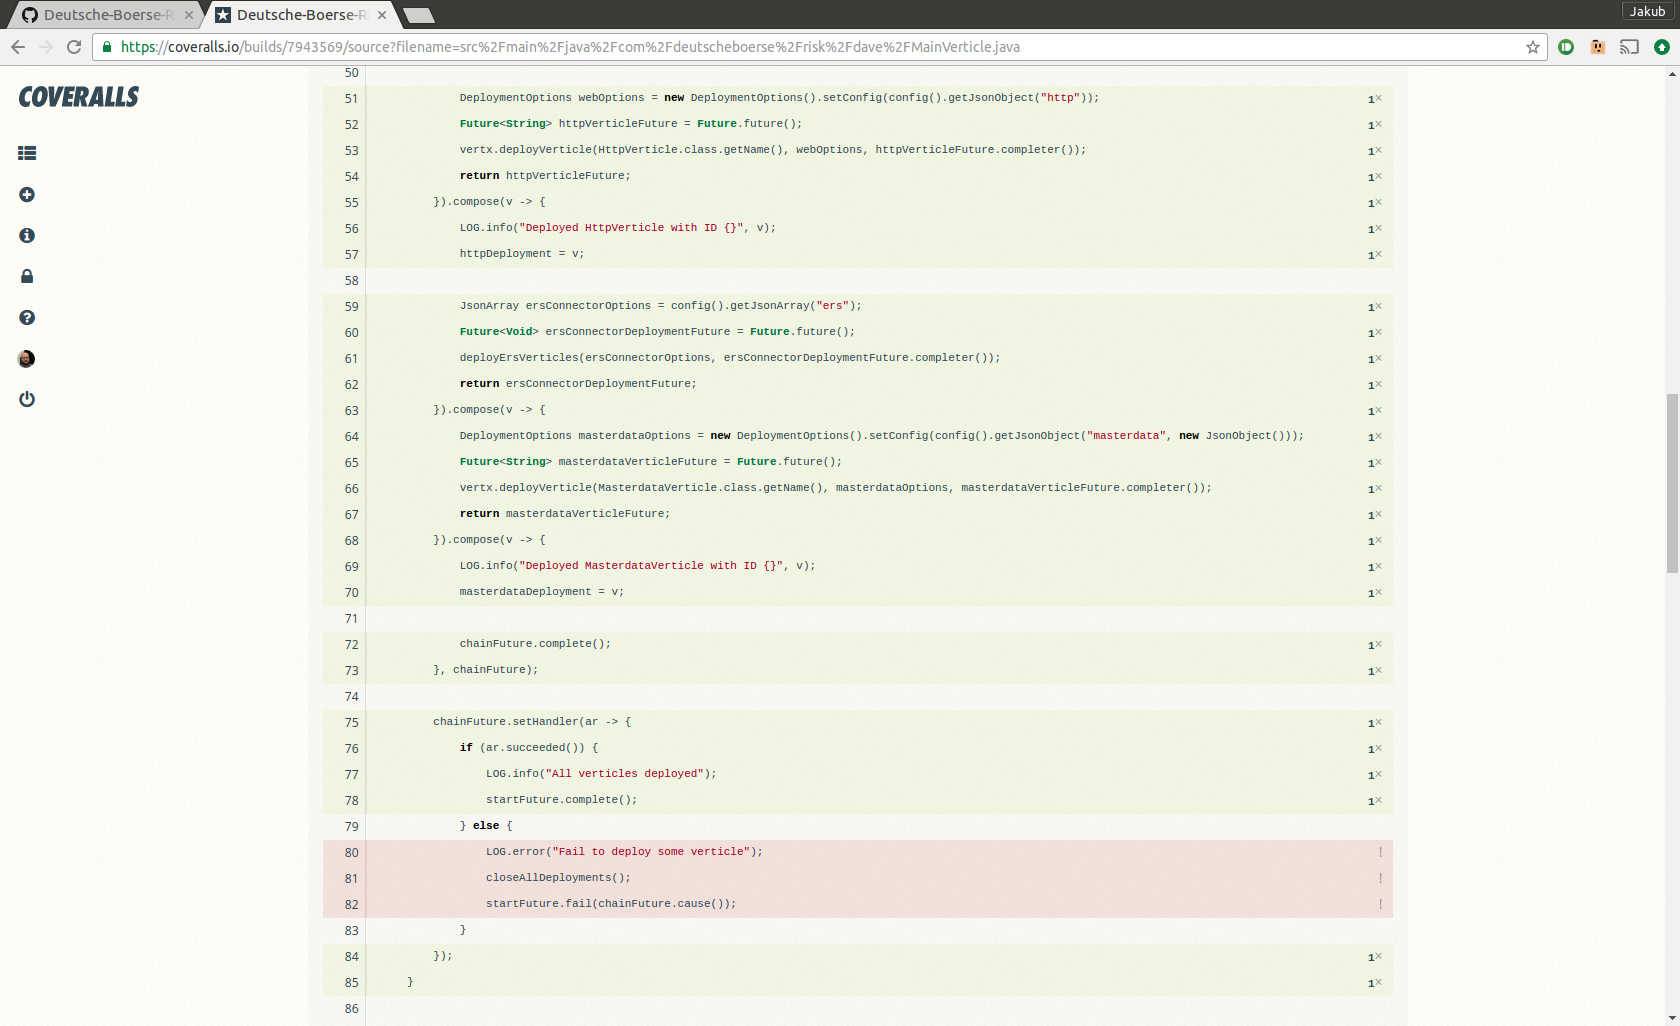 Deutsche-Boerse-R
Deutsche-Boerse-R
Jakub
https://coveralls.io/builds/7943569/source?filename=src%2Fmain%2Fjava%2Fcom%2Fdeutscheboerse%2Frisk%2Fdave%2FMainVerticle.java
COVERALLS
50
51 DeploymentOptions webOptions = new DeploymentOptions().setConfig(config().getJsonObject("http")); 1×
52 Future<String> httpVerticleFuture = Future.future(); 1×
53 vertx.deployVerticle(HttpVerticle.class.getName(), webOptions, httpVerticleFuture.completer()); 1×
54 return httpVerticleFuture; 1×
55 }).compose(v -> { 1×
56 LOG.info("Deployed HttpVerticle with ID {}", v); 1×
57 httpDeployment = v; 1×
58
59 JsonArray ersConnectorOptions = config().getJsonArray("ers"); 1×
60 Future<Void> ersConnectorDeploymentFuture = Future.future(); 1×
61 deployErsVerticles(ersConnectorOptions, ersConnectorDeploymentFuture.completer()); 1×
62 return ersConnectorDeploymentFuture; 1×
63 }).compose(v -> { 1×
64 DeploymentOptions masterdataOptions = new DeploymentOptions().setConfig(config().getJsonObject("masterdata", new JsonObject())); 1×
65 Future<String> masterdataVerticleFuture = Future.future(); 1×
66 vertx.deployVerticle(MasterdataVerticle.class.getName(), masterdataOptions, masterdataVerticleFuture.completer()); 1×
67 return masterdataVerticleFuture; 1×
68 }).compose(v -> { 1×
69 LOG.info("Deployed MasterdataVerticle with ID {}", v); 1×
70 masterdataDeployment = v; 1×
71
72 chainFuture.complete(); 1×
73 }, chainFuture); 1×
74
75 chainFuture.setHandler(ar -> { 1×
76 if (ar.succeeded()) { 1×
77 LOG.info("All verticles deployed"); 1×
78 startFuture.complete(); 1×
79 } else {
80 LOG.error("Fail to deploy some verticle"); !
81 closeAllDeployments(); !
82 startFuture.fail(chainFuture.cause()); !
83 }
84 }); 1×
85 } 1×
86